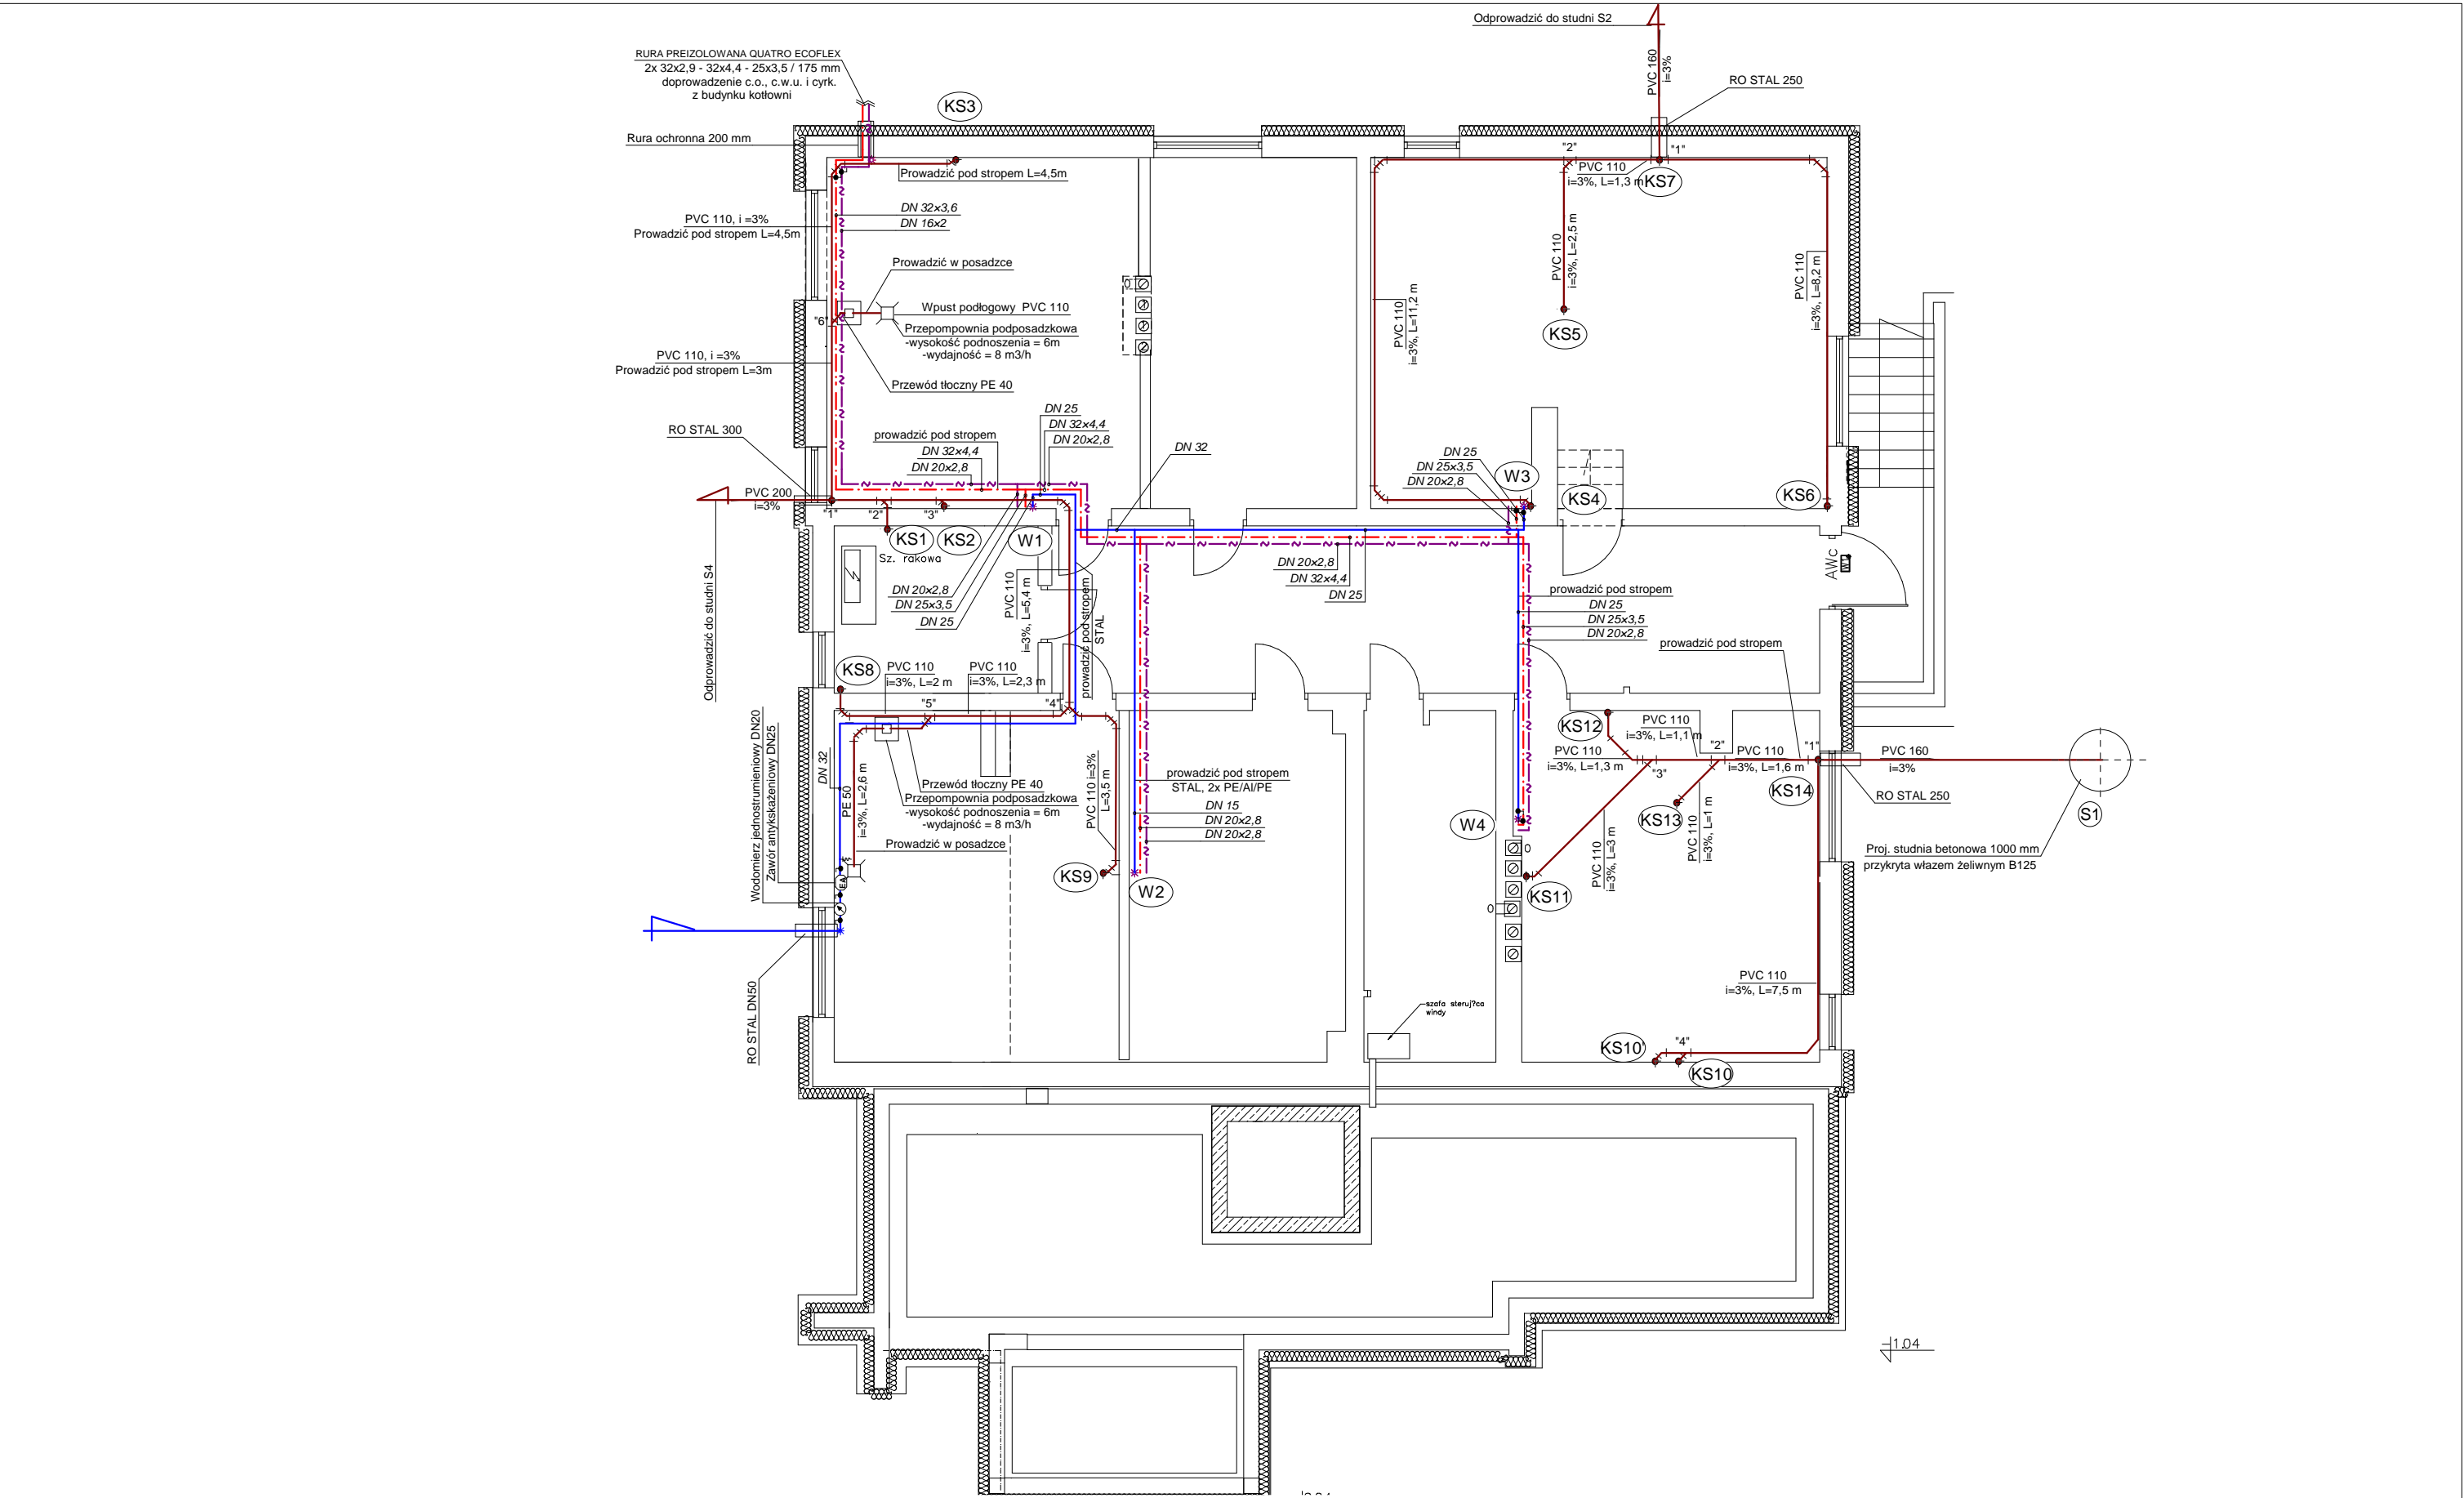 Odprowadzić do studni S2
RURA PREIZOLOWANA QUATRO ECOFLEX
2x 32x2,9 - 32x4,4 - 25x3,5 / 175 mm
doprowadzenie c.o., c.w.u. i cyrk.
z budynku kotłowni
PVC 160
i=3%
RO STAL 250
KS3
Rura ochronna 200 mm
Prowadzić pod stropem L=4,5m
"2"
"1"
PVC 110
i=3%, L=1,3 m
KS7
DN 32x3,6
DN 16x2
PVC 110, i =3%
Prowadzić pod stropem L=4,5m
PVC 110
i=3%, L=2,5 m
PVC 110
i=3%, L=8,2 m
Prowadzić w posadzce
0
Wpust podłogowy PVC 110
"6"
Przepompownia podposadzkowa
-wysokość podnoszenia = 6m
-wydajność = 8 m3/h
PVC 110
i=3%, L=11,2 m
KS5
PVC 110, i =3%
Prowadzić pod stropem L=3m
Przewód tłoczny PE 40
DN 25
DN 32x4,4
DN 20x2,8
RO STAL 300
prowadzić pod stropem
DN 32x4,4
DN 20x2,8
DN 32
DN 25
DN 25x3,5
DN 20x2,8
W3
KS4
KS6
PVC 200
i=3%
"1"
"2"
"3"
KS1
KS2
W1
Sz. rakowa
Odprowadzić do studni S4
DN 20x2,8
DN 25x3,5
DN 25
PVC 110
i=3%, L=5,4 m
prowadzić pod stropem
STAL
DN 20x2,8
DN 32x4,4
DN 25
AWc
prowadzić pod stropem
DN 25
DN 25x3,5
DN 20x2,8
prowadzić pod stropem
KS8
PVC 110
i=3%, L=2 m
PVC 110
i=3%, L=2,3 m
"5"
"4"
KS12
PVC 110
i=3%, L=1,1 m
"2"
"1"
PVC 110
i=3%, L=1,3 m
"3"
PVC 110
i=3%, L=1,6 m
PVC 160
i=3%
Wodomierz jednostrumieniowy DN20
Zawór antyskażeniowy DN25
DN 32
PE 50
i=3%, L=2,6 m
Przewód tłoczny PE 40
Przepompownia podposadzkowa
-wysokość podnoszenia = 6m
-wydajność = 8 m3/h
Prowadzić w posadzce
PVC 110 i=3%
L=3,5 m
prowadzić pod stropem
STAL, 2x PE/Al/PE
DN 15
DN 20x2,8
DN 20x2,8
KS14
RO STAL 250
S1
KS13
PVC 110
i=3%, L=1 m
W4
0
PVC 110
i=3%, L=3 m
Proj. studnia betonowa 1000 mm
przykryta włazem żeliwnym B125
EA
KS9
W2
KS11
0
RO STAL DN50
PVC 110
i=3%, L=7,5 m
szafa steruj?ca
windy
KS10'
"4"
KS10
1.04